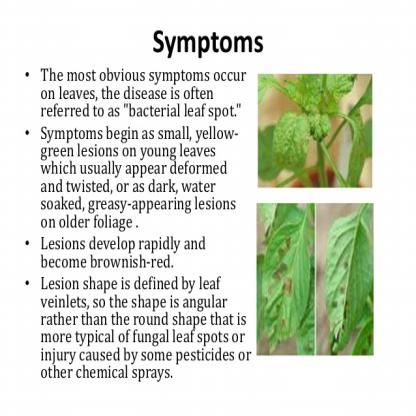 Symptoms
• The most obvious symptoms occur
on leaves, the disease is often
referred to as "bacterial leaf spot."
• Symptoms begin as small, yellow-
green lesions on young leaves
which usually appear deformed
and twisted, or as dark, water
soaked, greasy-appearing lesions
on older foliage .
• Lesions develop rapidly and
become brownish-red.
• Lesion shape is defined by leaf
veinlets, so the shape is angular
rather than the round shape that is
more typical of fungal leaf spots or
injury caused by some pesticides or
other chemical sprays.